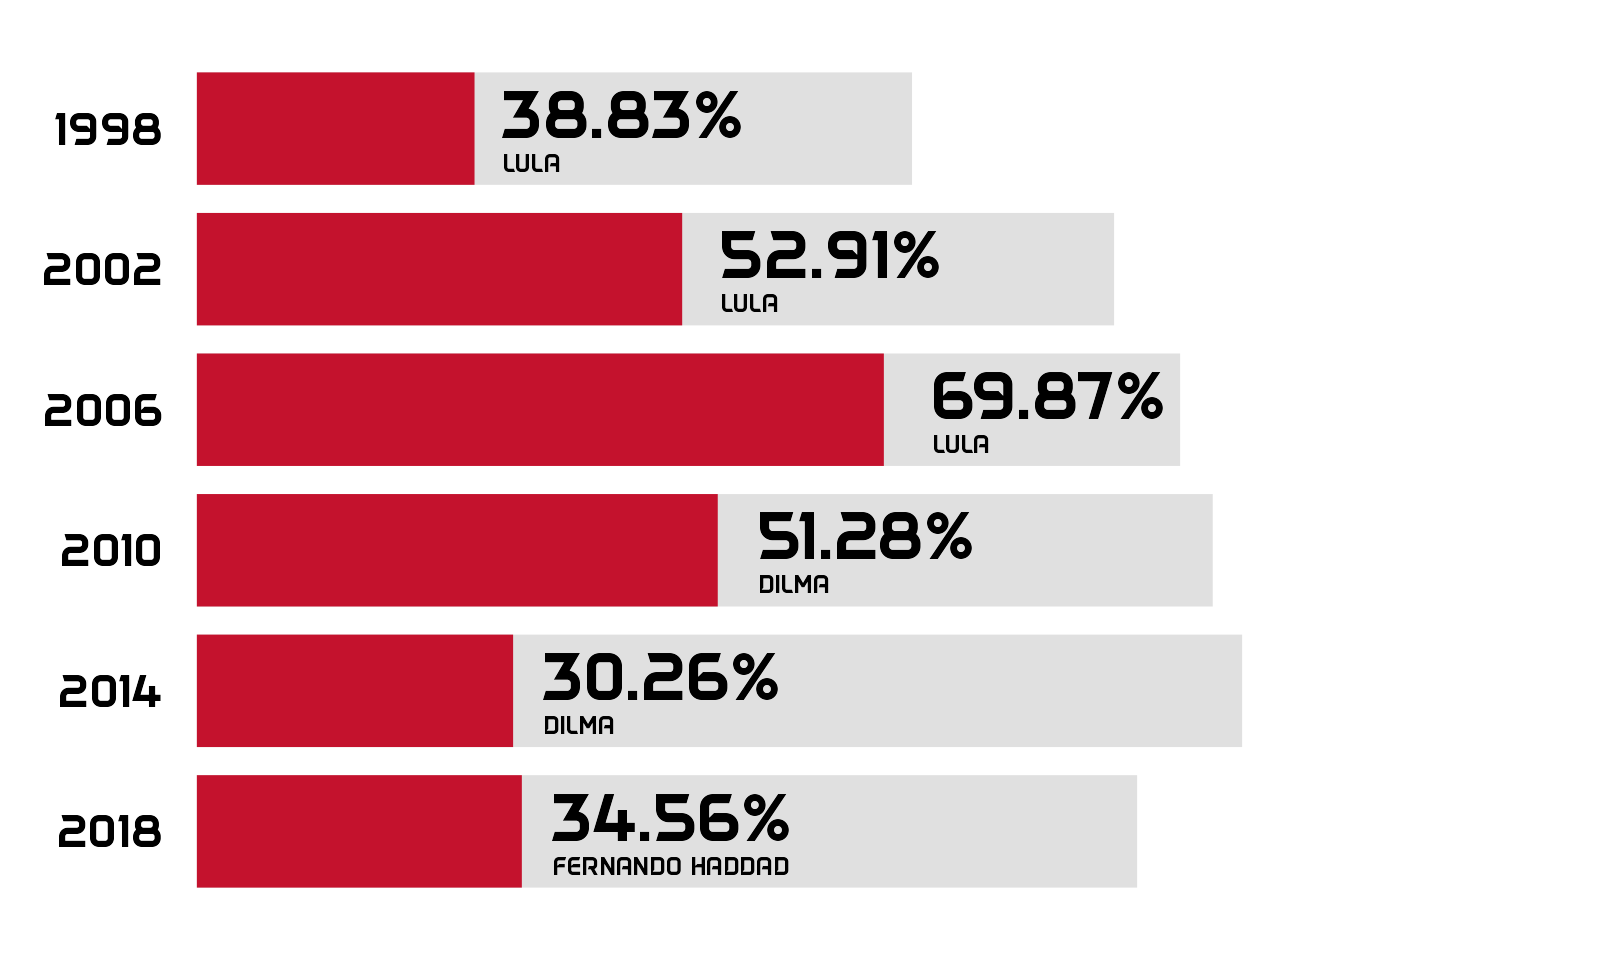 1998
38.83%
LULA
2002
52.91%
LULA
2006
69.87%
LULA
2010
51.28%
DILMA
2014
30.26%
DILMA
2018
34.56%
FERNANDO HADDAD